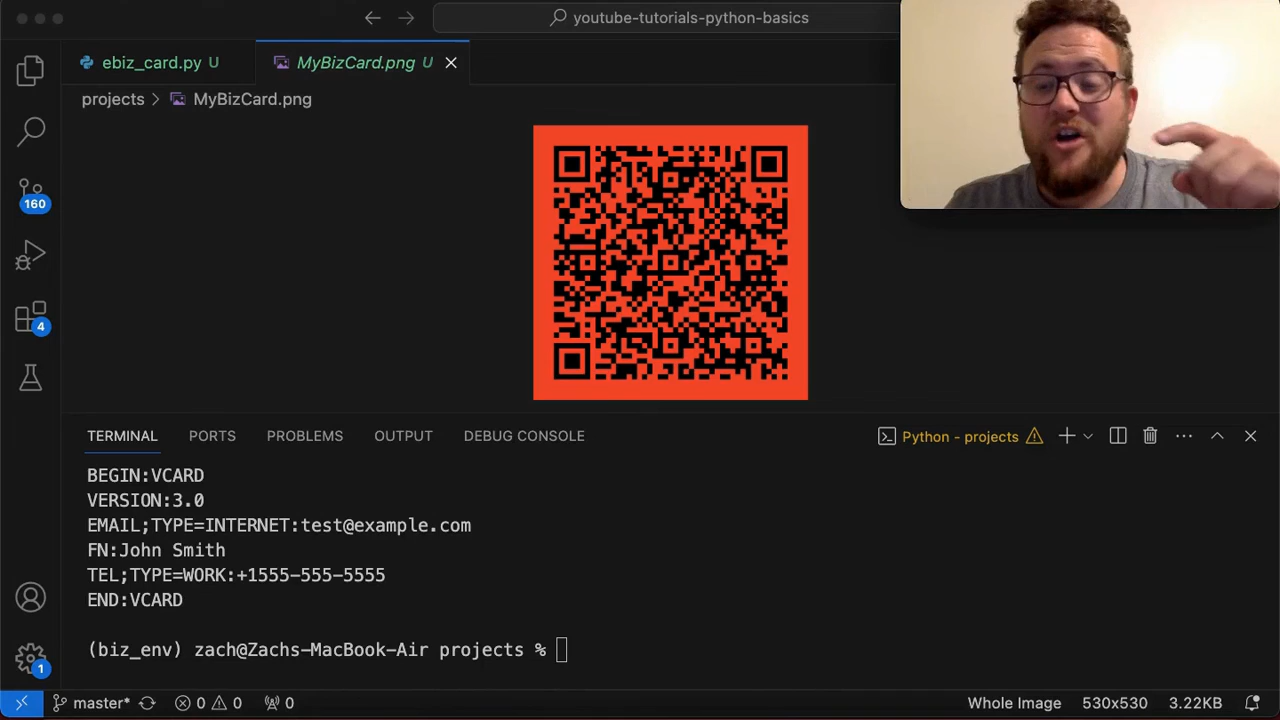 youtube-tutorials-python-basics
ebiz_card.py U
MyBizCard.png U
projects > MyBizCard.png
160
4
TERMINAL PORTS PROBLEMS OUTPUT DEBUG CONSOLE
Python - projects
BEGIN:VCARD
VERSION:3.0
EMAIL;TYPE=INTERNET:test@example.com
FN:John Smith
TEL;TYPE=WORK:+1555-555-5555
END:VCARD
(biz_env) zach@Zachs-MacBook-Air projects %
1
master* 0 0 0 Whole Image 530x530 3.22KB